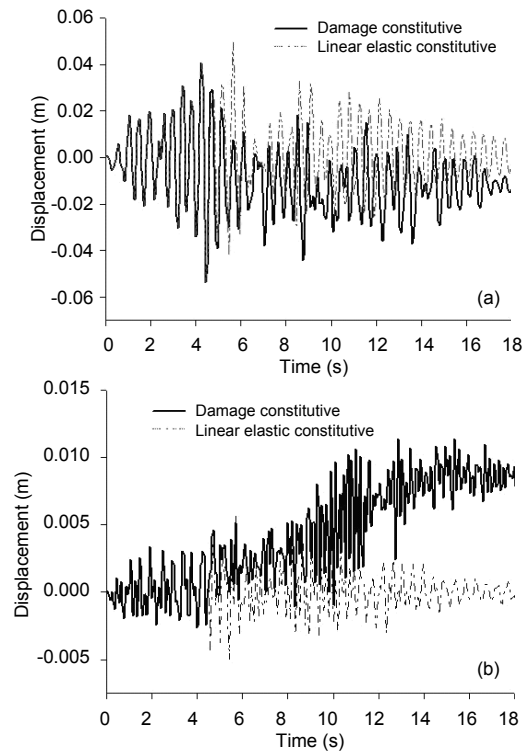 0.06
Damage constitutive
Linear elastic constitutive
0.04
0.02
0.00
-0.02
-0.04
-0.06
Displacement (m)
(a)
0 2 4 6 8 10 12 14 16 18
Time (s)
0.015
Damage constitutive
Linear elastic constitutive
0.010
0.005
0.000
-0.005
Displacement (m)
(b)
0 2 4 6 8 10 12 14 16 18
Time (s)